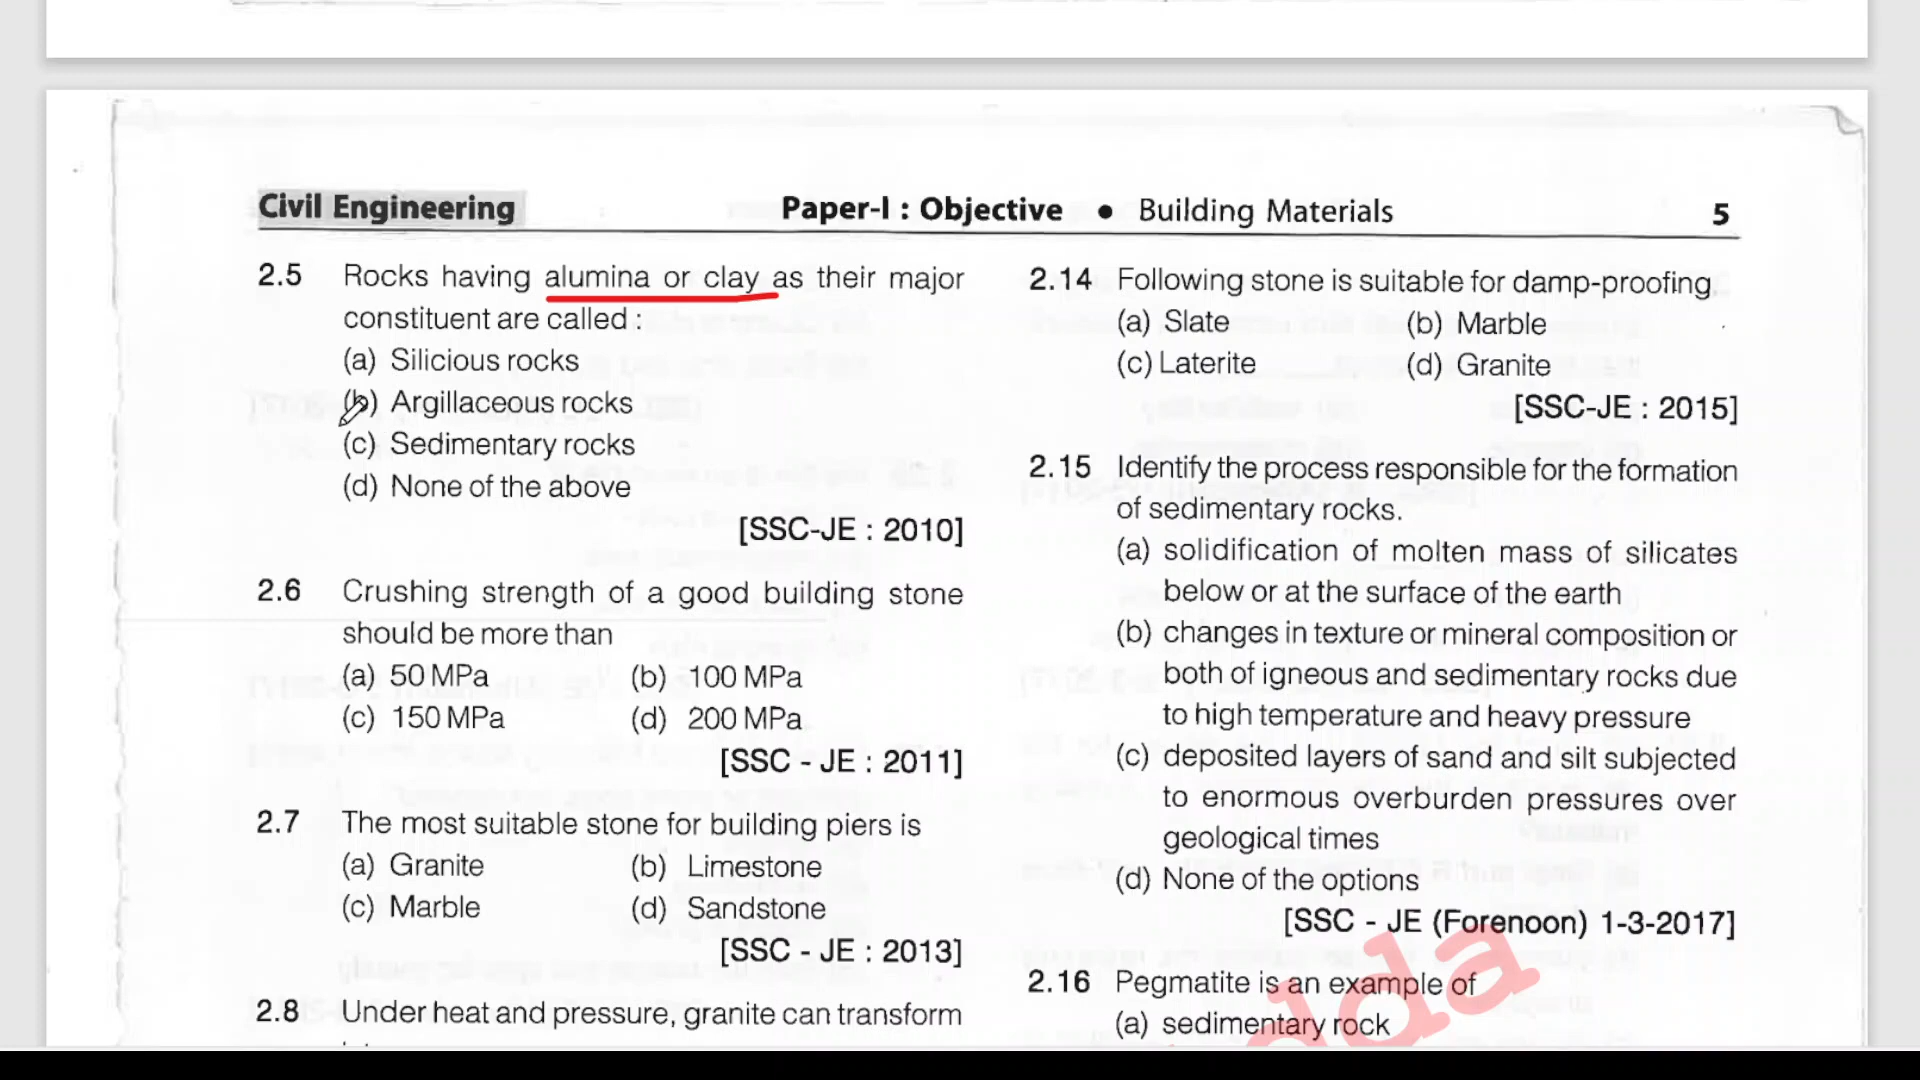 Civil Engineering Paper-I : Objective • Building Materials 5
2.5 Rocks having alumina or clay as their major
constituent are called :
(a) Silicious rocks
(b) Argillaceous rocks
(c) Sedimentary rocks
(d) None of the above
[SSC-JE : 2010]
2.6 Crushing strength of a good building stone
should be more than
(a) 50 MPa (b) 100 MPa
(c) 150 MPa (d) 200 MPa
[SSC - JE : 2011]
2.7 The most suitable stone for building piers is
(a) Granite (b) Limestone
(c) Marble (d) Sandstone
[SSC - JE : 2013]
2.8 Under heat and pressure, granite can transform
2.14 Following stone is suitable for damp-proofing.
(a) Slate (b) Marble
(c) Laterite (d) Granite
[SSC-JE : 2015]
2.15 Identify the process responsible for the formation
of sedimentary rocks.
(a) solidification of molten mass of silicates
below or at the surface of the earth
(b) changes in texture or mineral composition or
both of igneous and sedimentary rocks due
to high temperature and heavy pressure
(c) deposited layers of sand and silt subjected
to enormous overburden pressures over
geological times
(d) None of the options
[SSC - JE (Forenoon) 1-3-2017]
2.16 Pegmatite is an example of
(a) sedimentary rock
dda